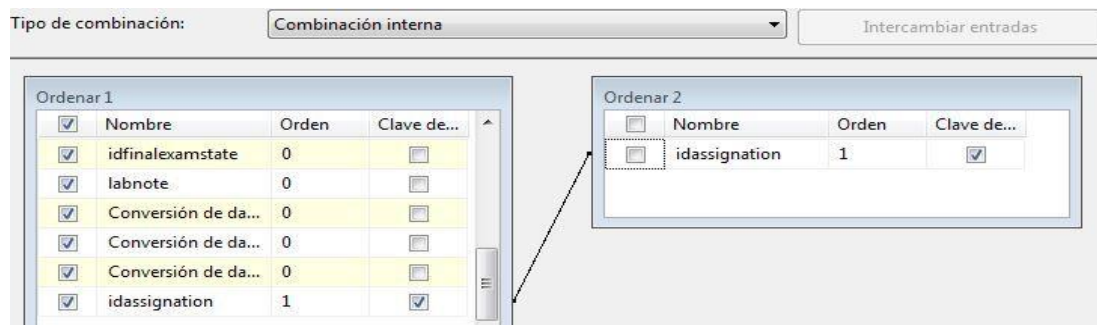 Tipo de combinación: Combinación interna Intercambiar entradas
Ordenar 1
Nombre Orden Clave de...
idfinalexamstate 0
labnote 0
Conversión de da... 0
Conversión de da... 0
Conversión de da... 0
idassignation 1
Ordenar 2
Nombre Orden Clave de...
idassignation 1